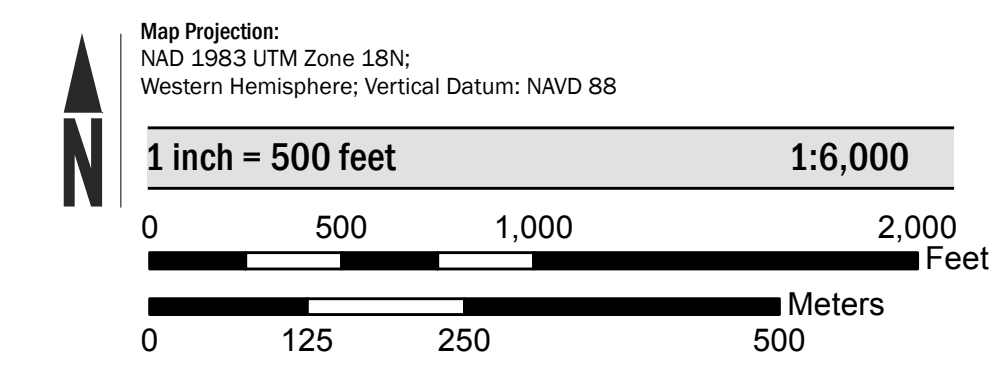 Map Projection:
NAD 1983 UTM Zone 18N;
Western Hemisphere; Vertical Datum: NAVD 88
N
1 inch = 500 feet 1:6,000
0 500 1,000 2,000
Feet
Meters
0 125 250 500